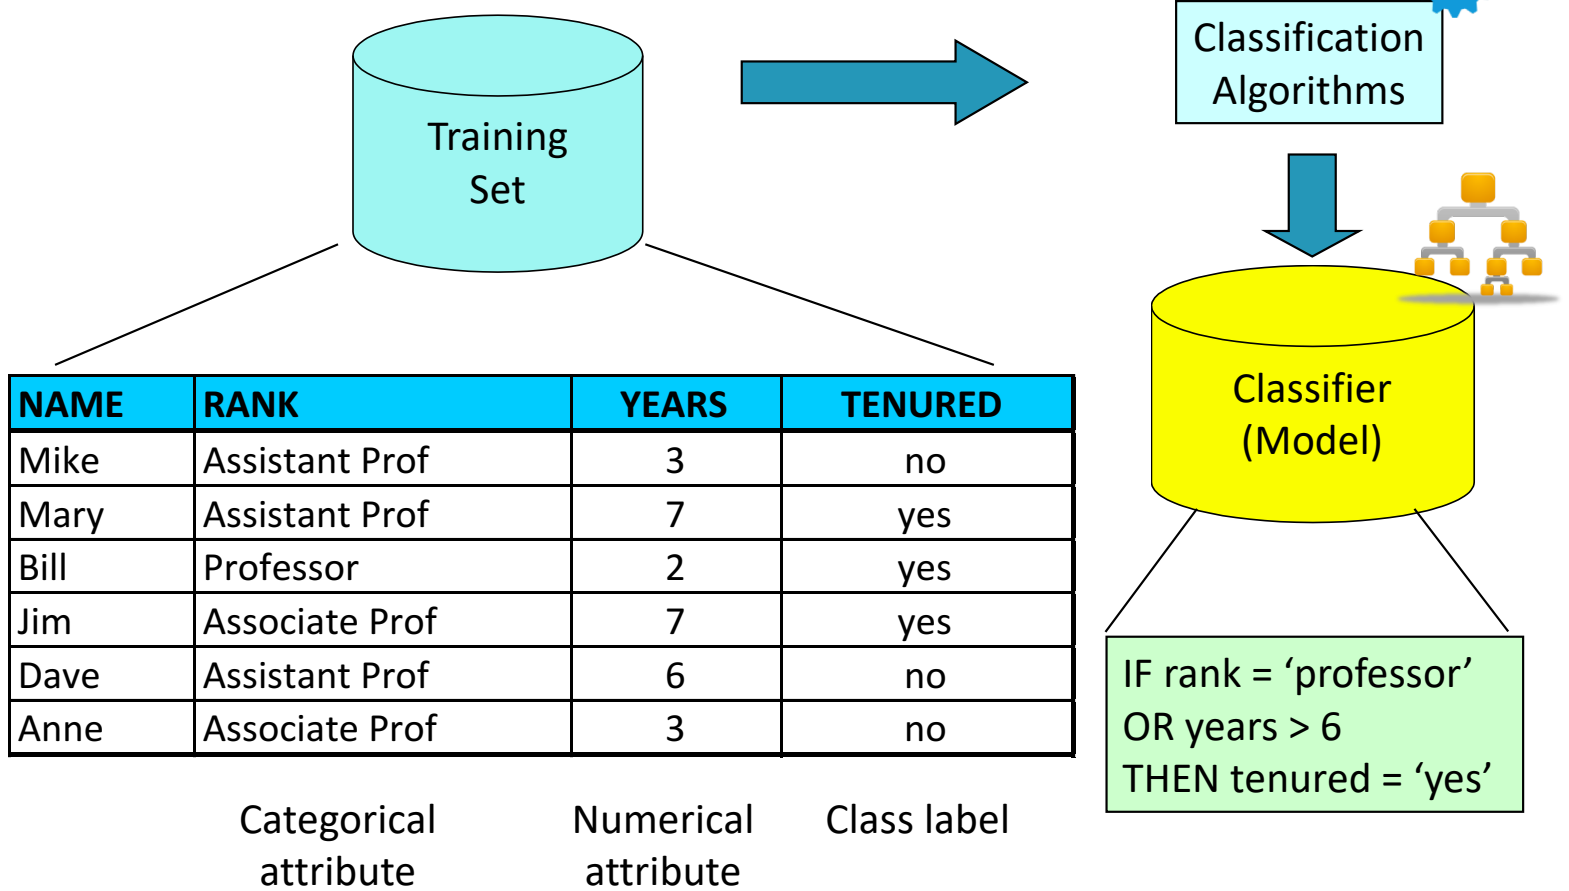 Classification
Algorithms
Training
Set
Classifier
(Model)
NAME RANK YEARS TENURED
Mike Assistant Prof 3 no
Mary Assistant Prof 7 yes
Bill Professor 2 yes
Jim Associate Prof 7 yes
Dave Assistant Prof 6 no
Anne Associate Prof 3 no
IF rank = ‘professor’
OR years > 6
THEN tenured = ‘yes’
Categorical
attribute
Numerical
attribute
Class label